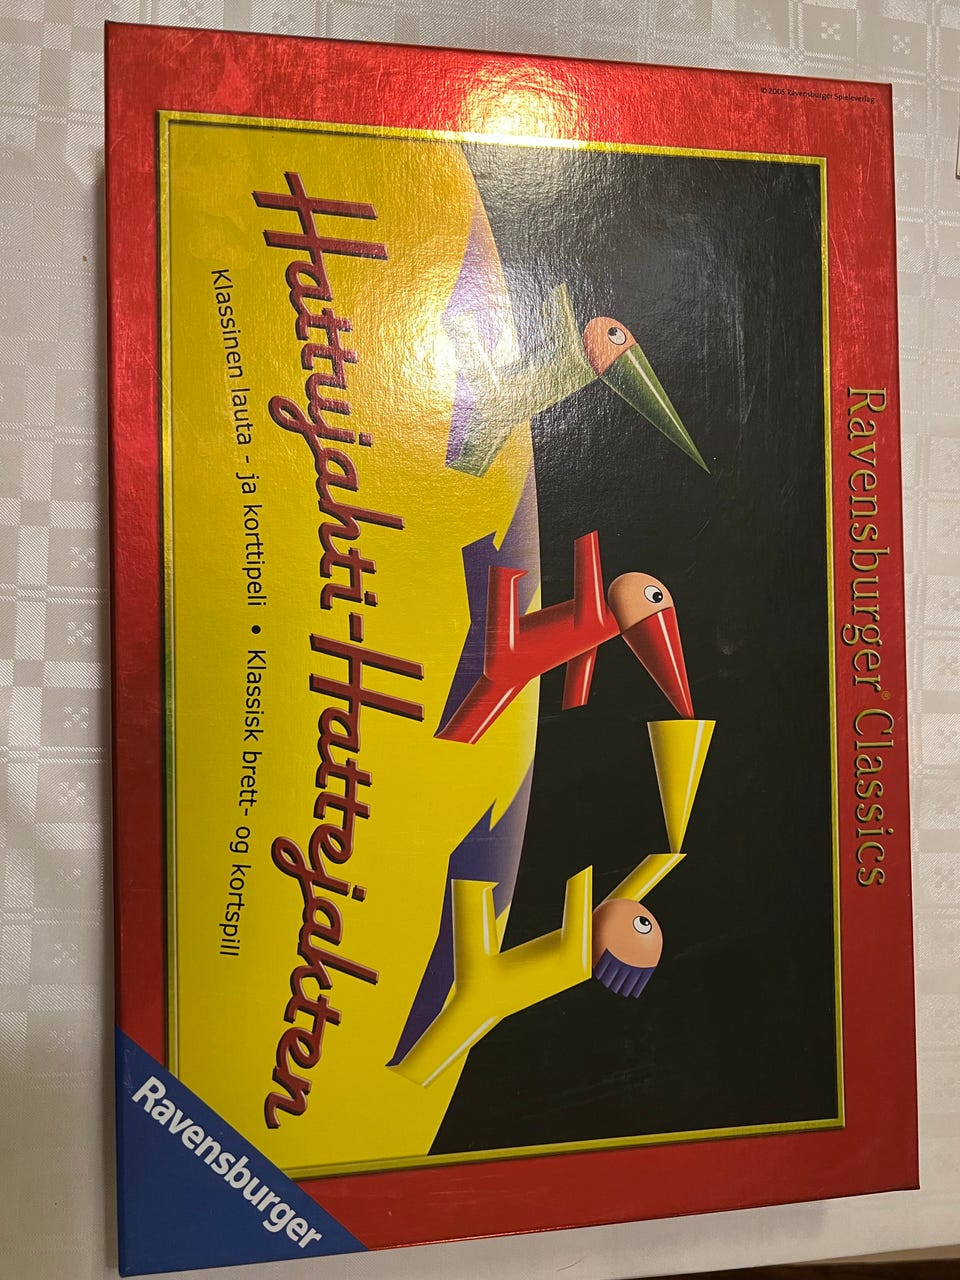 © 2005 Ravensburger Spieleverlag
Ravensburger® Classics
Hattujahti-Hattejakten
Klassinen lauta - ja korttipeli • Klassisk brett- og kortspill
Ravensburger